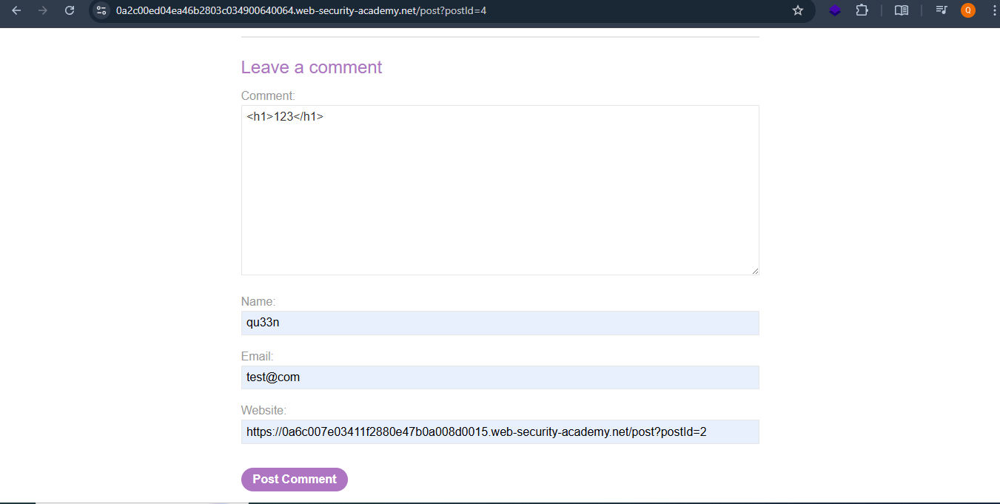 0a2c00ed04ea46b2803c034900640064.web-security-academy.net/post?postId=4
Q
Leave a comment
Comment:
<h1>123</h1>
Name:
qu33n
Email:
test@com
Website:
https://0a6c007e03411f2880e47b0a008d0015.web-security-academy.net/post?postId=2
Post Comment